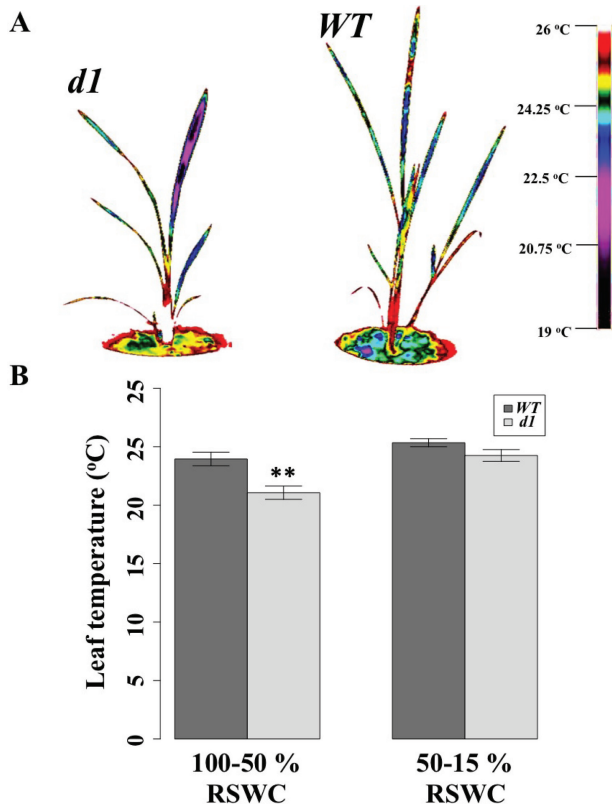 A
d1
WT
26 ºC
24.25 ºC
22.5 ºC
20.75 ºC
19 ºC
B
Leaf temperature (ºC)
25
25
20
15
10
5
0
**
WT
d1
100-50 %
RSWC
50-15 %
RSWC